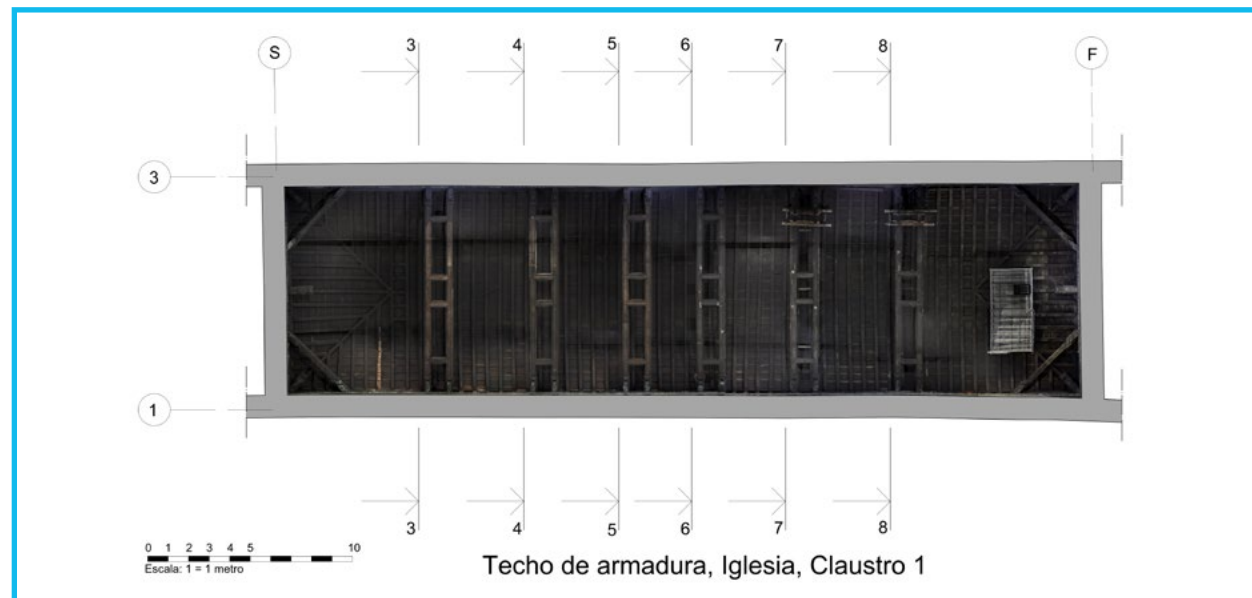 3 4 5 6 7 8
S F
3
1
3 4 5 6 7 8
0 1 2 3 4 5 10
Escala: 1 = 1 metro
Techo de armadura, Iglesia, Claustro 1